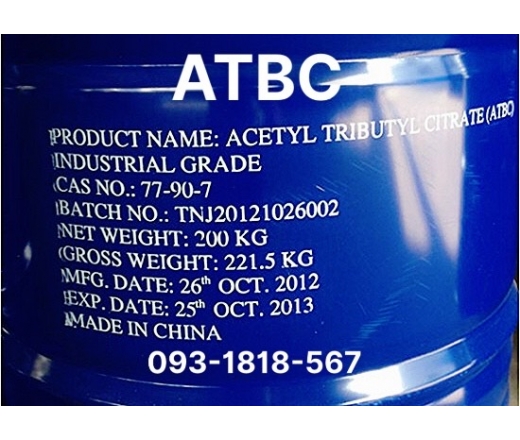 ATBC
PRODUCT NAME: ACETYL TRIBUTYL CITRATE (ATBC)
INDUSTRIAL GRADE
CAS NO.: 77-90-7
BATCH NO.: TNJ20121026002
NET WEIGHT: 200 KG
GROSS WEIGHT: 221.5 KG
MFG. DATE: 26th OCT. 2012
EXP. DATE: 25th OCT. 2013
MADE IN CHINA
093-1818-567